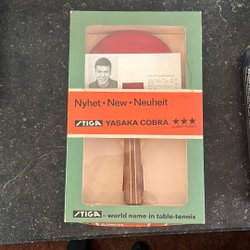 Nyhet • New • Neuheit
STIGA YASAKA COBRA
STIGA – world name in table-tennis